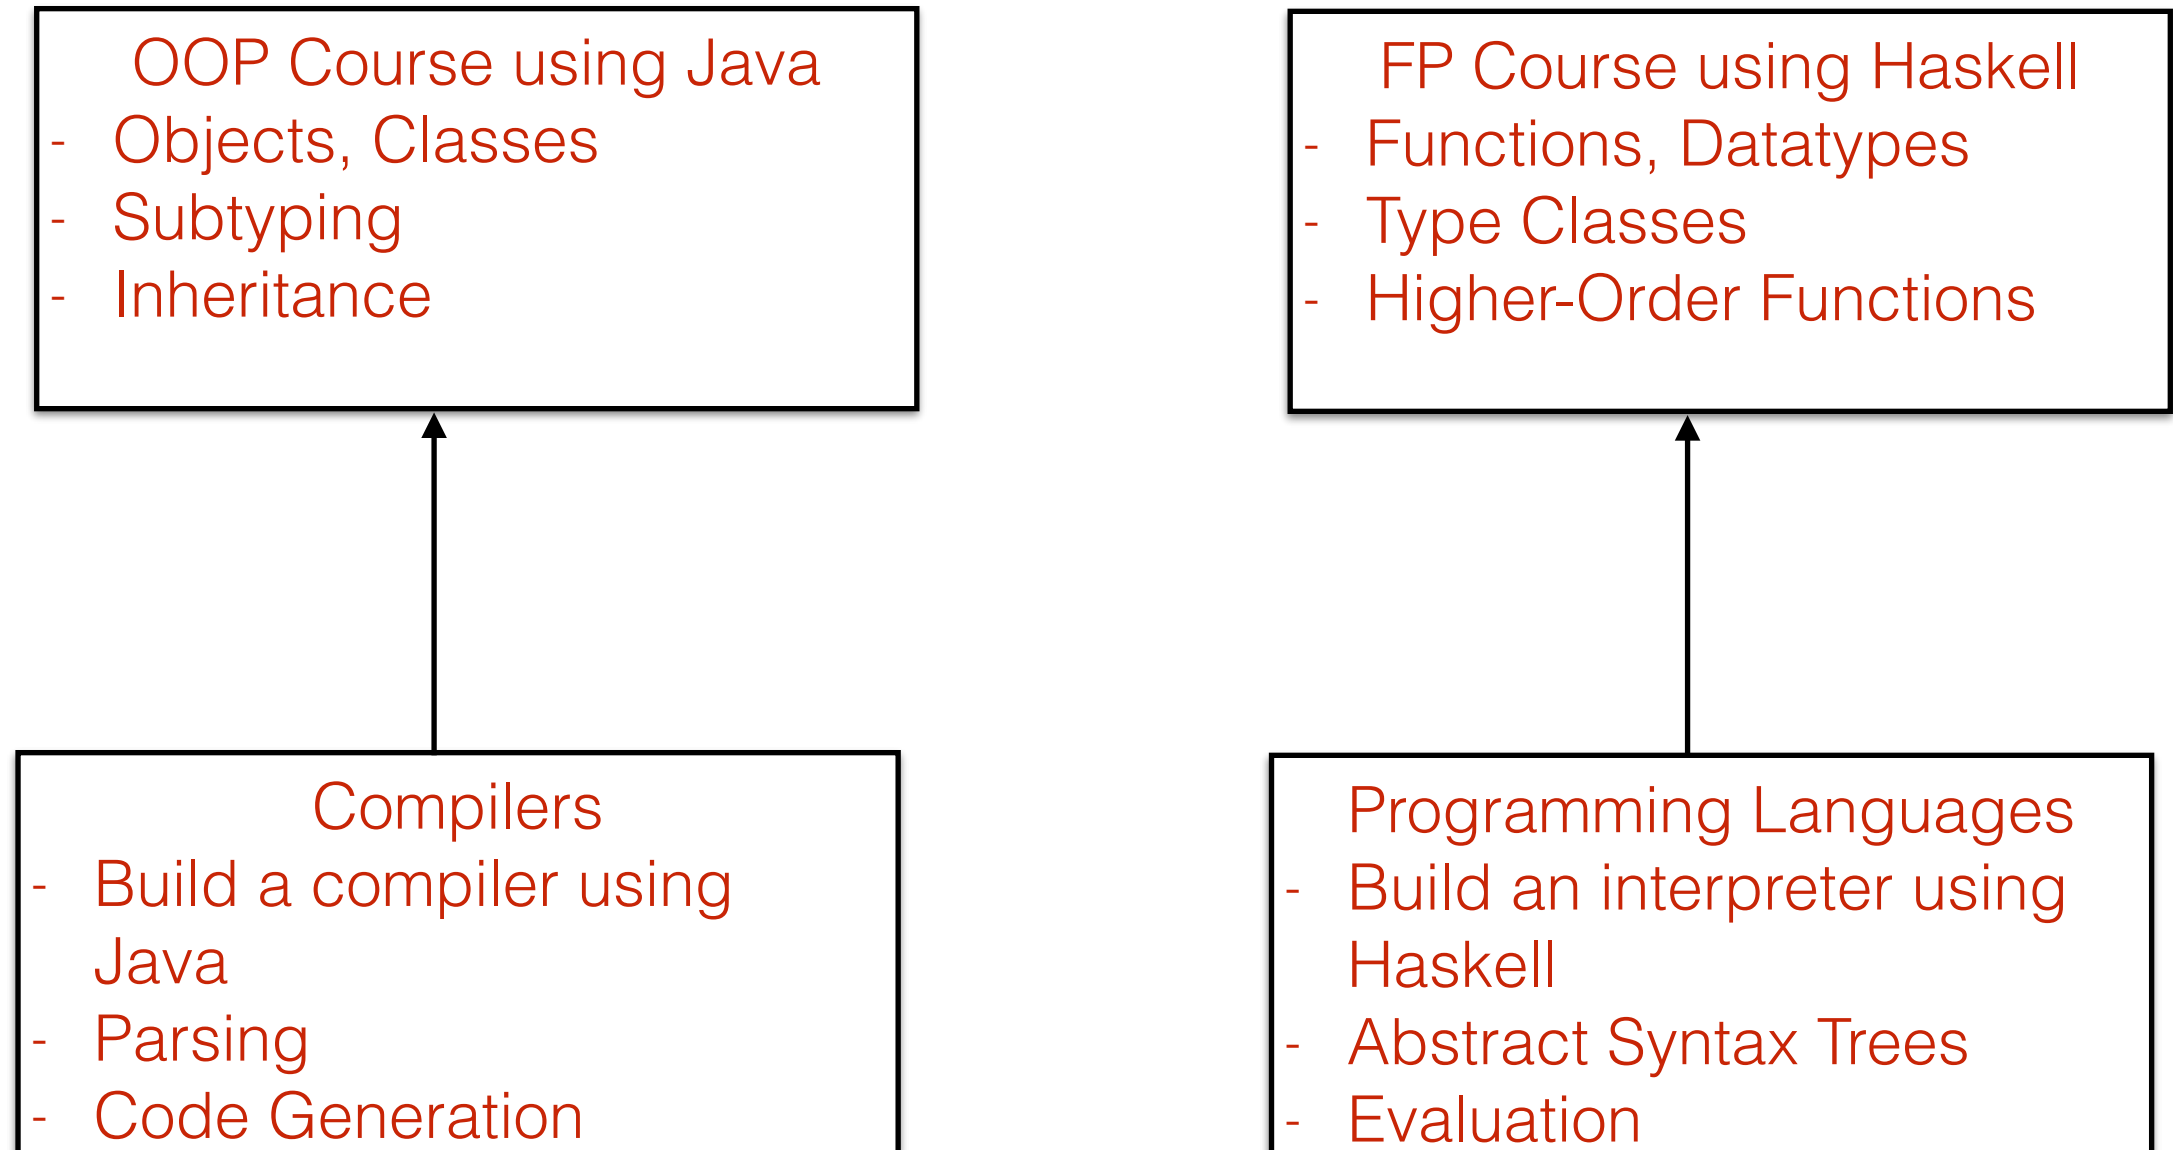 OOP Course using Java
- Objects, Classes
- Subtyping
- Inheritance
FP Course using Haskell
- Functions, Datatypes
- Type Classes
- Higher-Order Functions
Compilers
- Build a compiler using
Java
- Parsing
- Code Generation
Programming Languages
- Build an interpreter using
Haskell
- Abstract Syntax Trees
- Evaluation